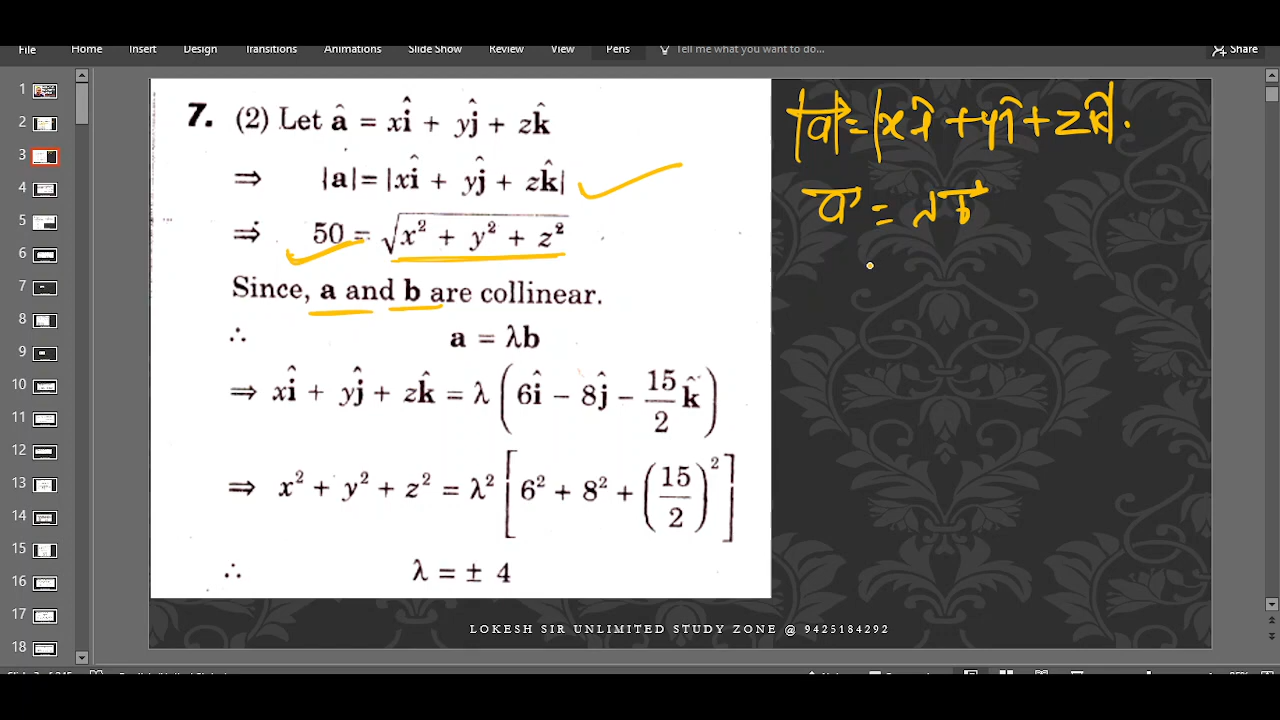 File Home Insert Design Transitions Animations Slide Show Review View Pens Tell me what you want to do... Share
1
2
3
4
5
6
7
8
9
10
11
12
13
14
15
16
17
18
7. (2) Let â = xî + yĵ + zk̂
⇒ |a| = |xî + yĵ + zk̂|
⇒ 50 = √(x² + y² + z²)
Since, a and b are collinear.
∴ a = λb
⇒ xî + yĵ + zk̂ = λ (6î − 8ĵ − 15/2 k̂)
⇒ x² + y² + z² = λ² [6² + 8² + (15/2)²]
∴ λ = ± 4
|a⃗| = |xî + yĵ + zk̂|.
a⃗ = λb⃗
LOKESH SIR UNLIMITED STUDY ZONE @ 9425184292